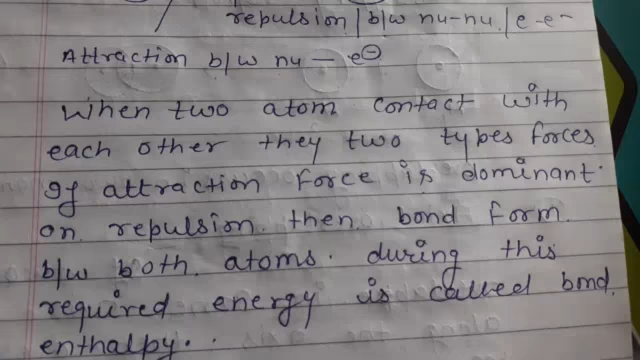 repulsion / b/w nu-nu / e-e-
Attraction b/w nu - e⊖
When two atom contact with
each other they two types forces
If attraction Force is dominant.
on repulsion. then bond form.
b/w both. atoms. during this
required energy is called bond.
enthalpy..